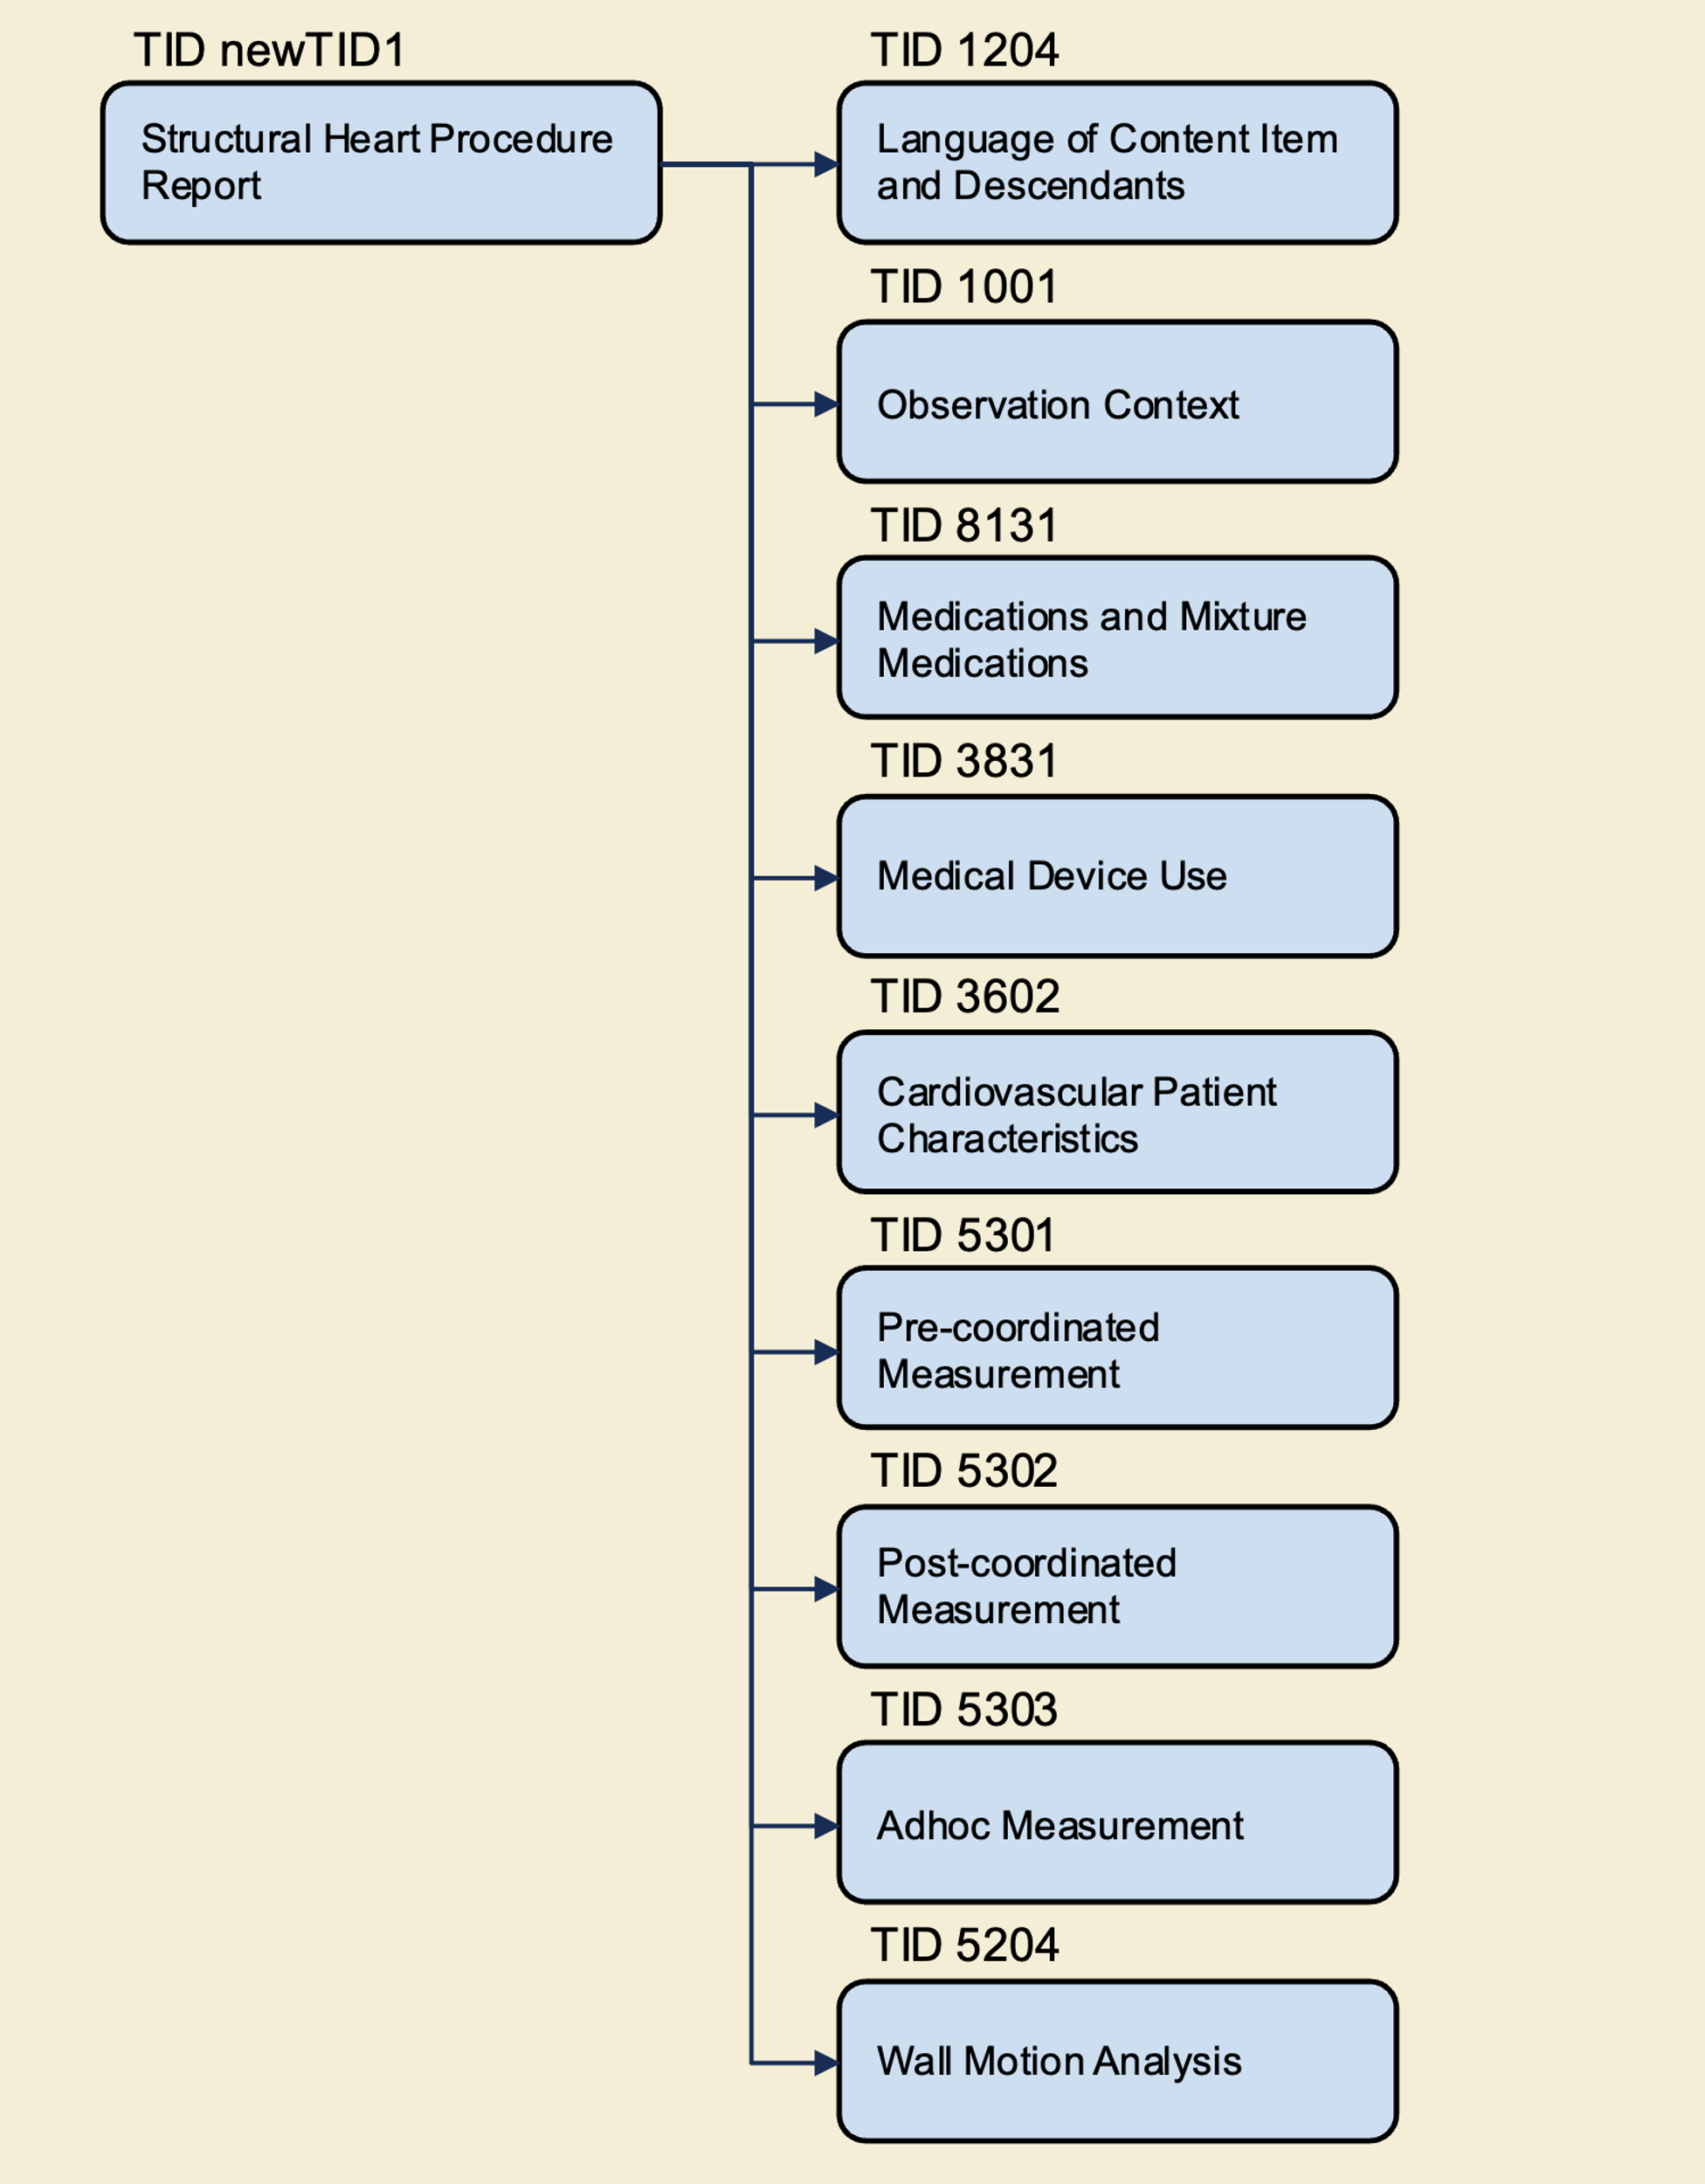 TID newTID1
Structural Heart Procedure
Report
TID 1204
Language of Content Item
and Descendants
TID 1001
Observation Context
TID 8131
Medications and Mixture
Medications
TID 3831
Medical Device Use
TID 3602
Cardiovascular Patient
Characteristics
TID 5301
Pre-coordinated
Measurement
TID 5302
Post-coordinated
Measurement
TID 5303
Adhoc Measurement
TID 5204
Wall Motion Analysis